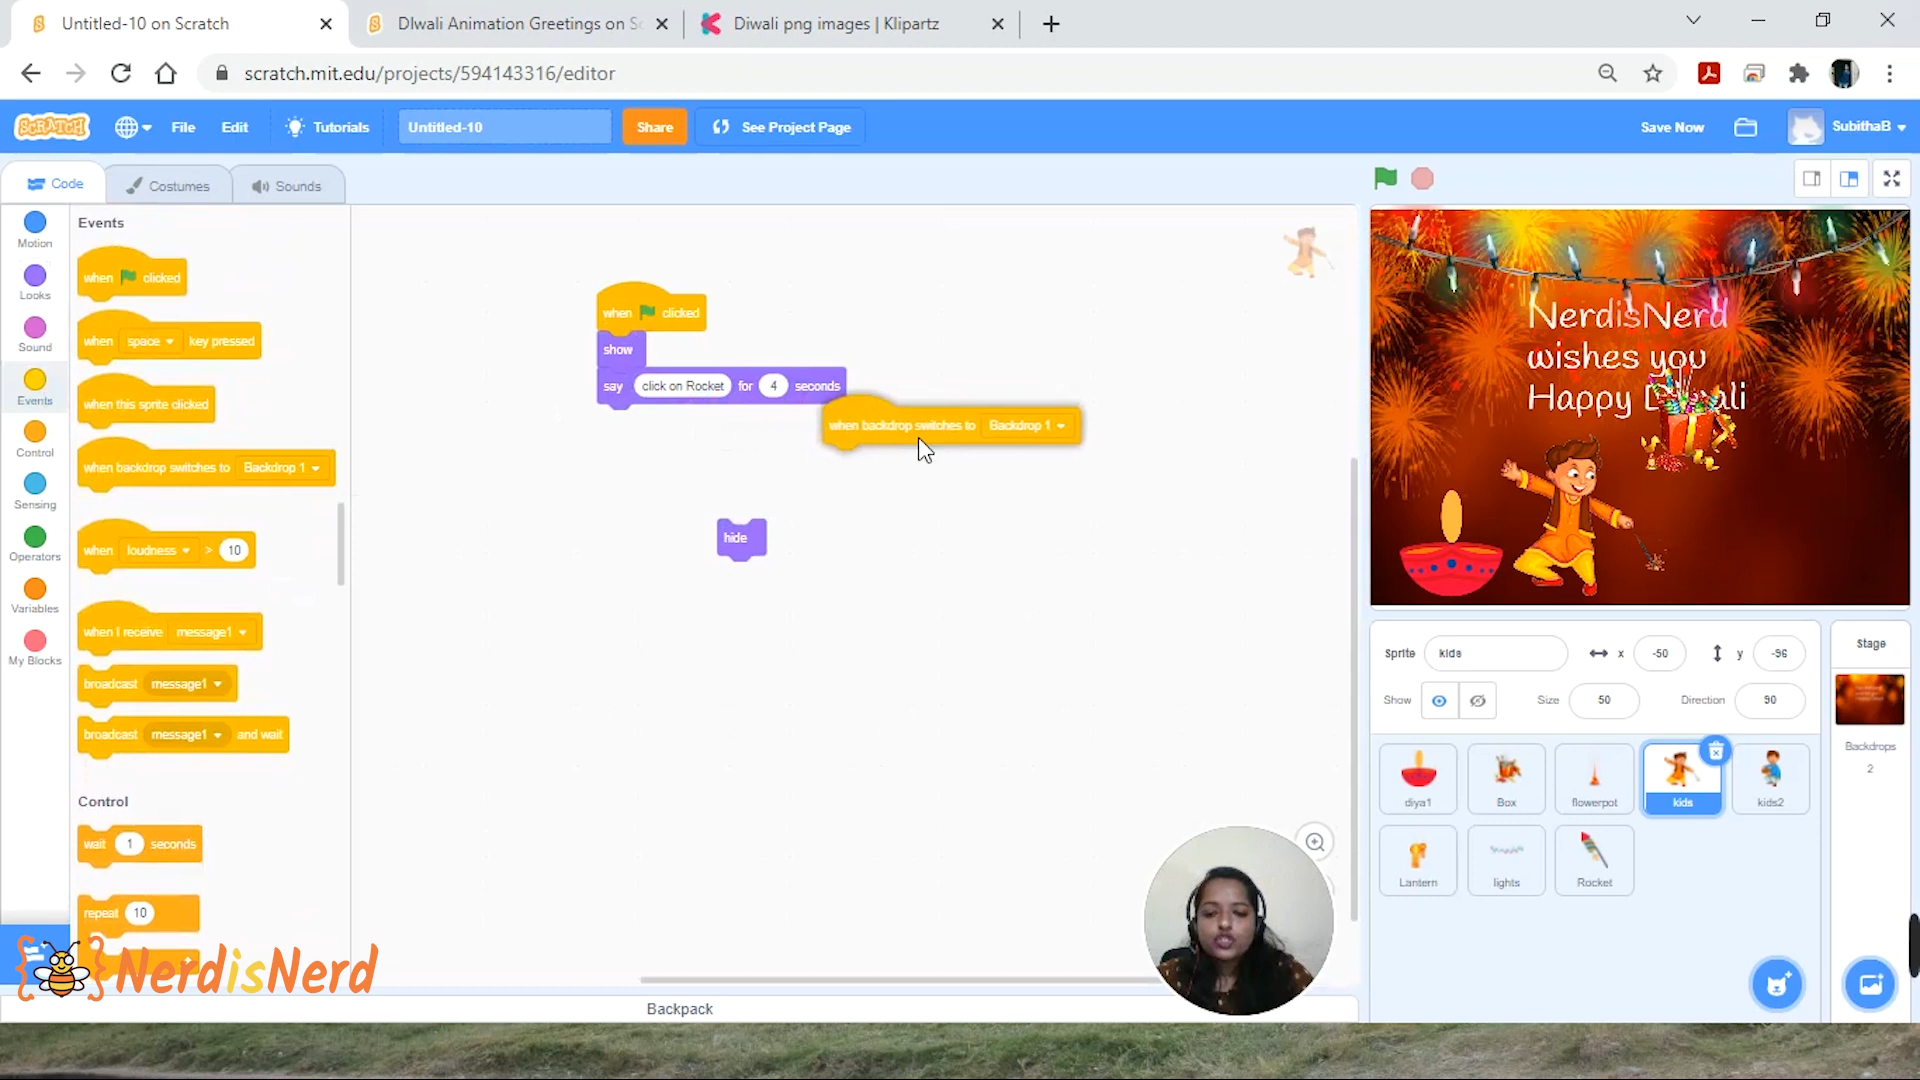 Untitled-10 on Scratch
DIwali Animation Greetings on Sc
Diwali png images | Klipartz
scratch.mit.edu/projects/594143316/editor
SCRATCH
File
Edit
Tutorials
Untitled-10
Share
See Project Page
Save Now
SubithaB
Code
Costumes
Sounds
Motion
Looks
Sound
Events
Control
Sensing
Operators
Variables
My Blocks
Events
when clicked
when space key pressed
when this sprite clicked
when backdrop switches to Backdrop 1
when loudness > 10
when I receive message1
broadcast message1
broadcast message1 and wait
Control
wait 1 seconds
repeat 10
when clicked
show
say click on Rocket for 4 seconds
when backdrop switches to Backdrop 1
hide
NerdisNerd
wishes you
Happy Diwali
Sprite kids x -50 y -96
Show Size 50 Direction 90
Stage
Backdrops
2
diya1
Box
flowerpot
kids
kids2
Lantern
lights
Rocket
NerdisNerd
Backpack